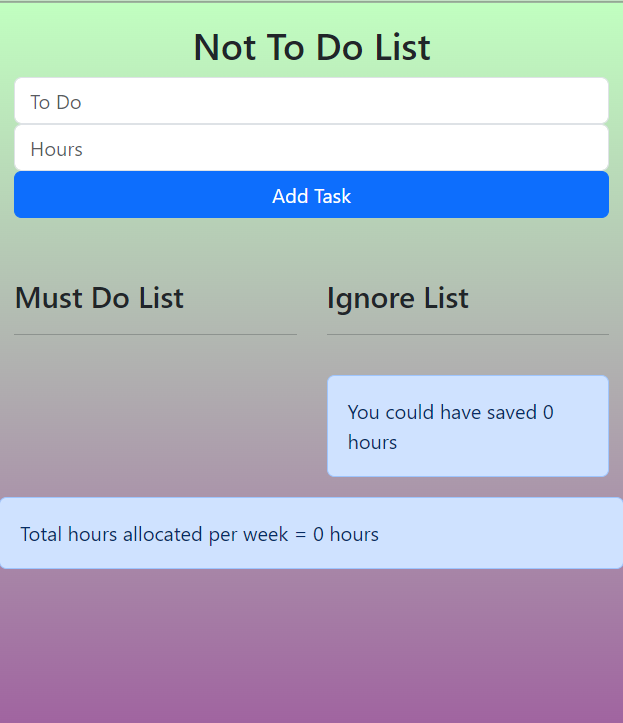 Not To Do List
To Do
Hours
Add Task
Must Do List
Ignore List
You could have saved 0
hours
Total hours allocated per week = 0 hours